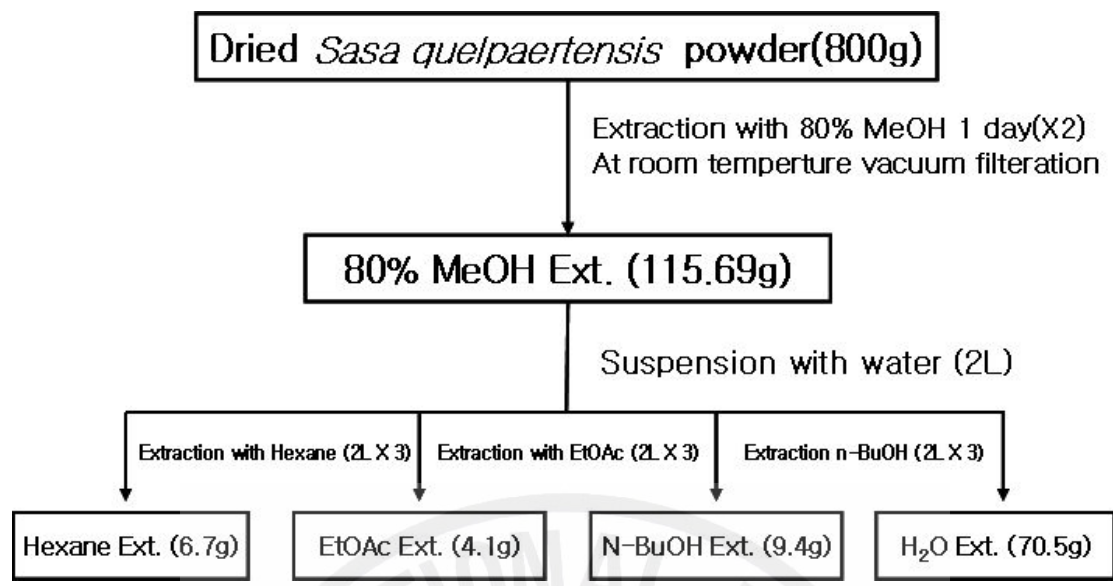 Dried Sasa quelpaertensis powder(800g)
Extraction with 80% MeOH 1 day(X2)
At room temperture vacuum filteration
80% MeOH Ext. (115.69g)
Suspension with water (2L)
Extraction with Hexane (2L X 3)
Extraction with EtOAc (2L X 3)
Extraction n-BuOH (2L X 3)
Hexane Ext. (6.7g)
EtOAc Ext. (4.1g)
N-BuOH Ext. (9.4g)
H₂O Ext. (70.5g)